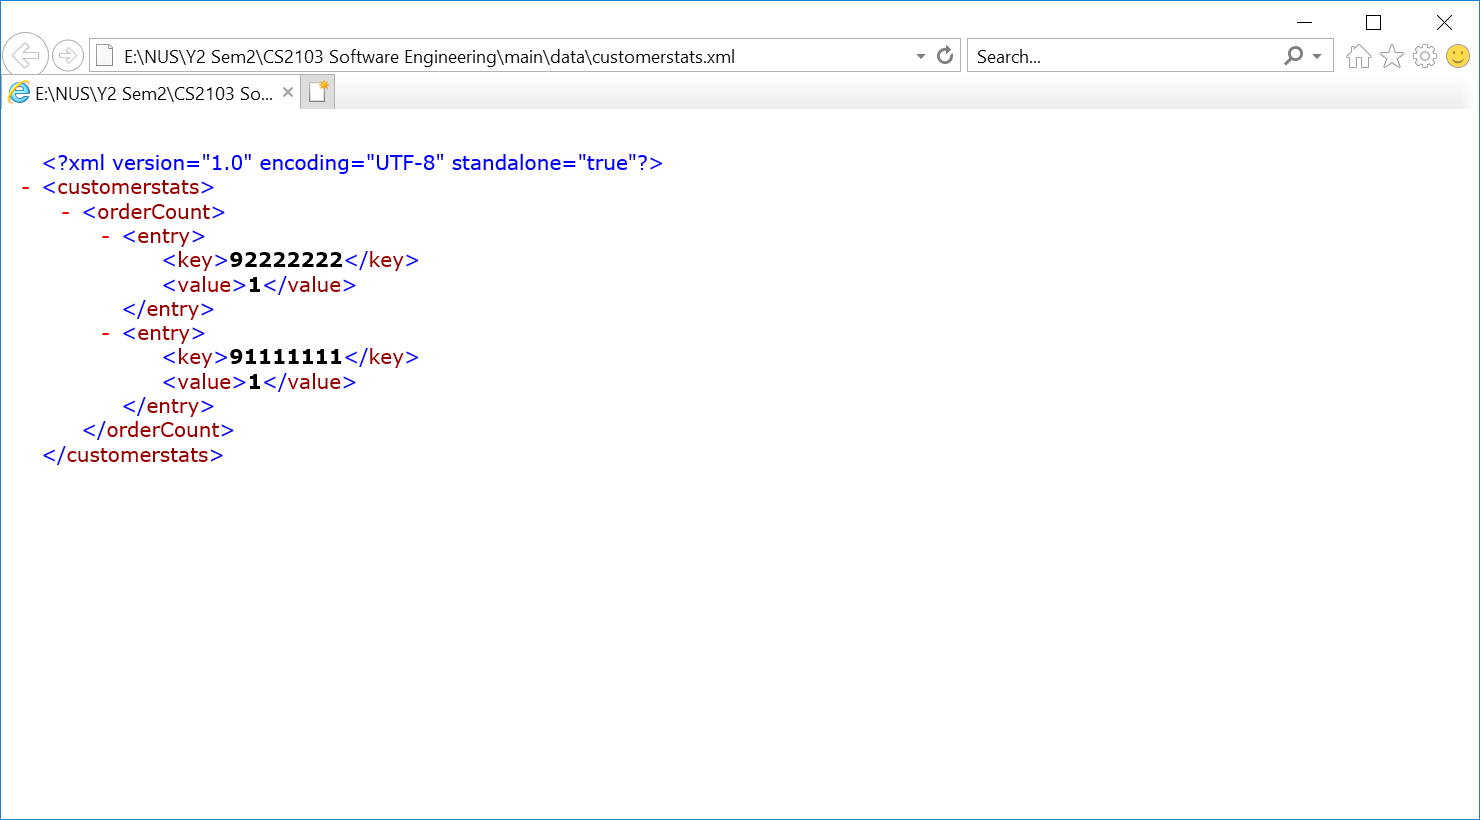 E:\NUS\Y2 Sem2\CS2103 Software Engineering\main\data\customerstats.xml
Search...
E:\NUS\Y2 Sem2\CS2103 So...
<?xml version="1.0" encoding="UTF-8" standalone="true"?>
- <customerstats>
- <orderCount>
- <entry>
<key>92222222</key>
<value>1</value>
</entry>
- <entry>
<key>91111111</key>
<value>1</value>
</entry>
</orderCount>
</customerstats>